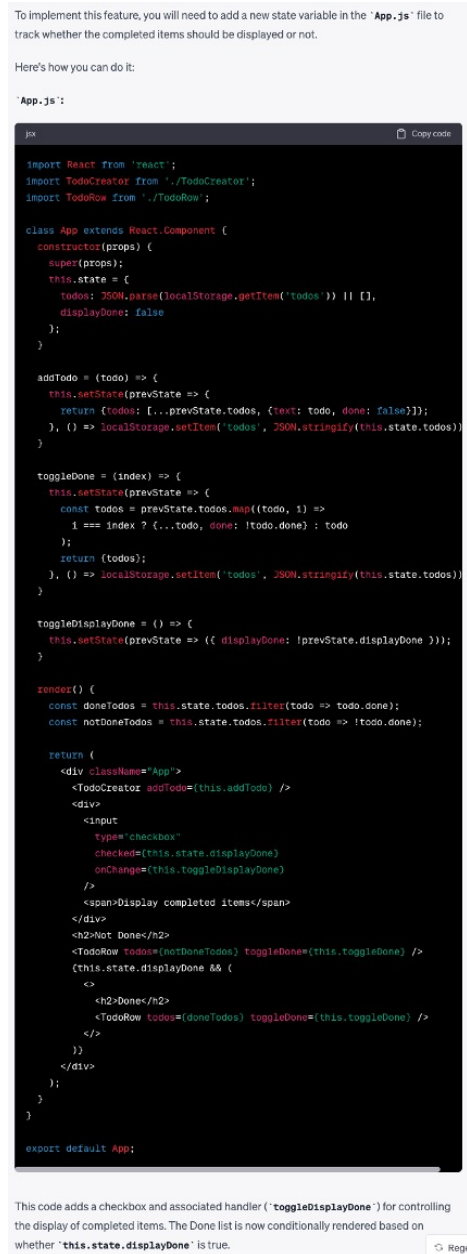 To implement this feature, you will need to add a new state variable in the `App.js` file to
track whether the completed items should be displayed or not.
Here's how you can do it:
`App.js`:
jsx
Copy code
import React from 'react';
import TodoCreator from './TodoCreator';
import TodoRow from './TodoRow';
class App extends React.Component {
constructor(props) {
super(props);
this.state = {
todos: JSON.parse(localStorage.getItem('todos')) || [],
displayDone: false
};
}
addTodo = (todo) => {
this.setState(prevState => {
return {todos: [...prevState.todos, {text: todo, done: false}]};
}, () => localStorage.setItem('todos', JSON.stringify(this.state.todos))
}
toggleDone = (index) => {
this.setState(prevState => {
const todos = prevState.todos.map((todo, i) =>
i === index ? {...todo, done: !todo.done} : todo
);
return {todos};
}, () => localStorage.setItem('todos', JSON.stringify(this.state.todos))
}
toggleDisplayDone = () => {
this.setState(prevState => ({ displayDone: !prevState.displayDone }));
}
render() {
const doneTodos = this.state.todos.filter(todo => todo.done);
const notDoneTodos = this.state.todos.filter(todo => !todo.done);
return (
<div className="App">
<TodoCreator addTodo={this.addTodo} />
<div>
<input
type="checkbox"
checked={this.state.displayDone}
onChange={this.toggleDisplayDone}
/>
<span>Display completed items</span>
</div>
<h2>Not Done</h2>
<TodoRow todos={notDoneTodos} toggleDone={this.toggleDone} />
{this.state.displayDone && (
<>
<h2>Done</h2>
<TodoRow todos={doneTodos} toggleDone={this.toggleDone} />
</>
)}
</div>
);
}
}
export default App;
This code adds a checkbox and associated handler (`toggleDisplayDone`) for controlling
the display of completed items. The Done list is now conditionally rendered based on
whether `this.state.displayDone` is true.
Rege